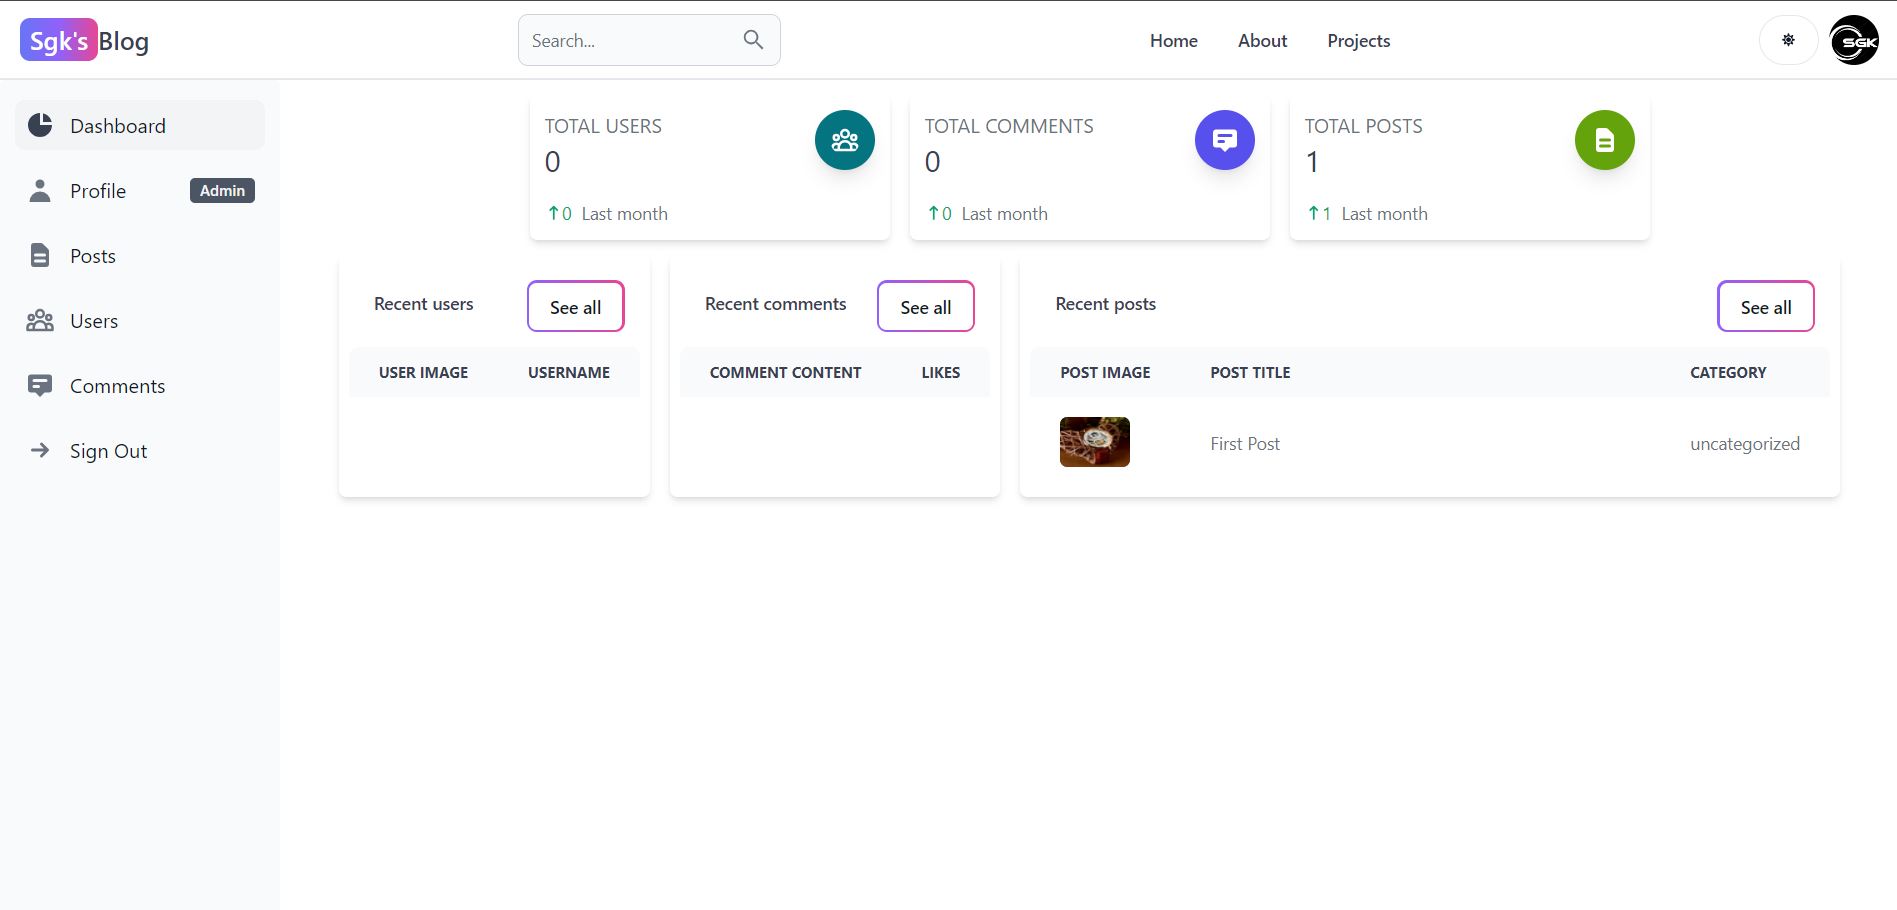 Sgk's Blog
Search...
Home
About
Projects
SGK
Dashboard
Profile
Admin
Posts
Users
Comments
Sign Out
TOTAL USERS
0
0 Last month
TOTAL COMMENTS
0
0 Last month
TOTAL POSTS
1
1 Last month
Recent users
See all
USER IMAGE
USERNAME
Recent comments
See all
COMMENT CONTENT
LIKES
Recent posts
See all
POST IMAGE
POST TITLE
CATEGORY
First Post
uncategorized